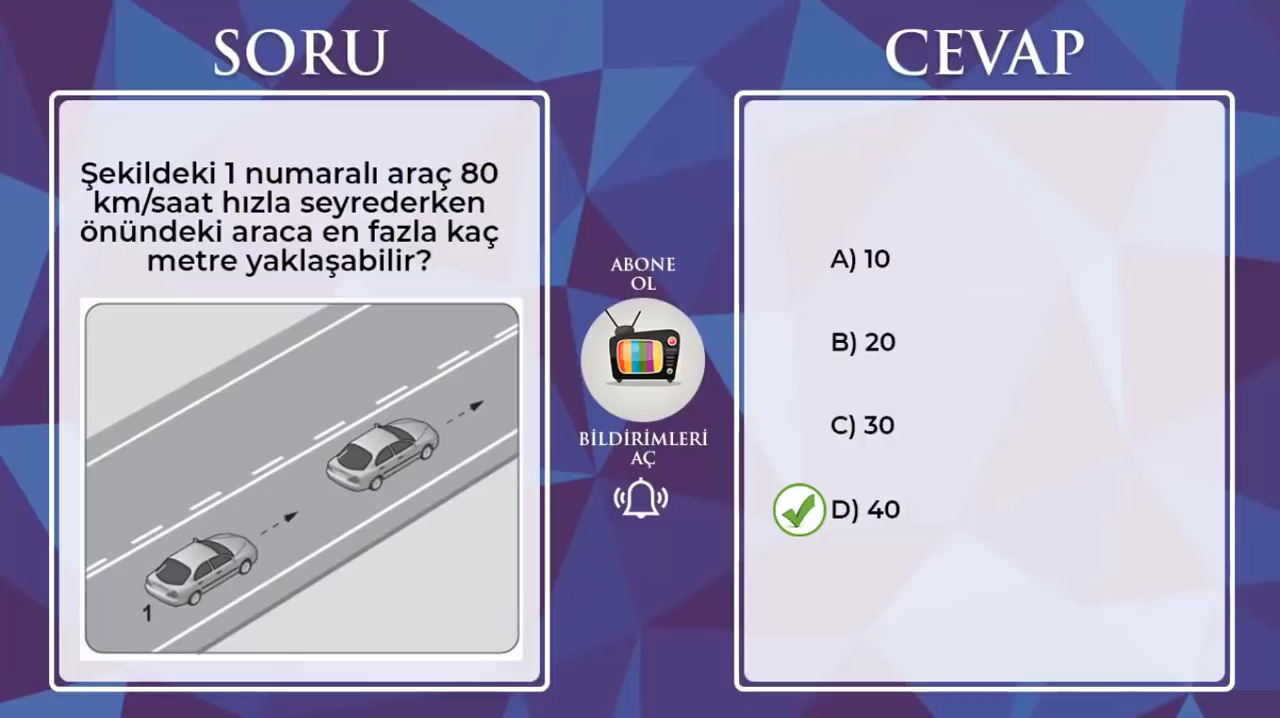 SORU
Şekildeki 1 numaralı araç 80
km/saat hızla seyrederken
önündeki araca en fazla kaç
metre yaklaşabilir?
1
ABONE
OL
BİLDİRİMLERİ
AÇ
CEVAP
A) 10
B) 20
C) 30
D) 40